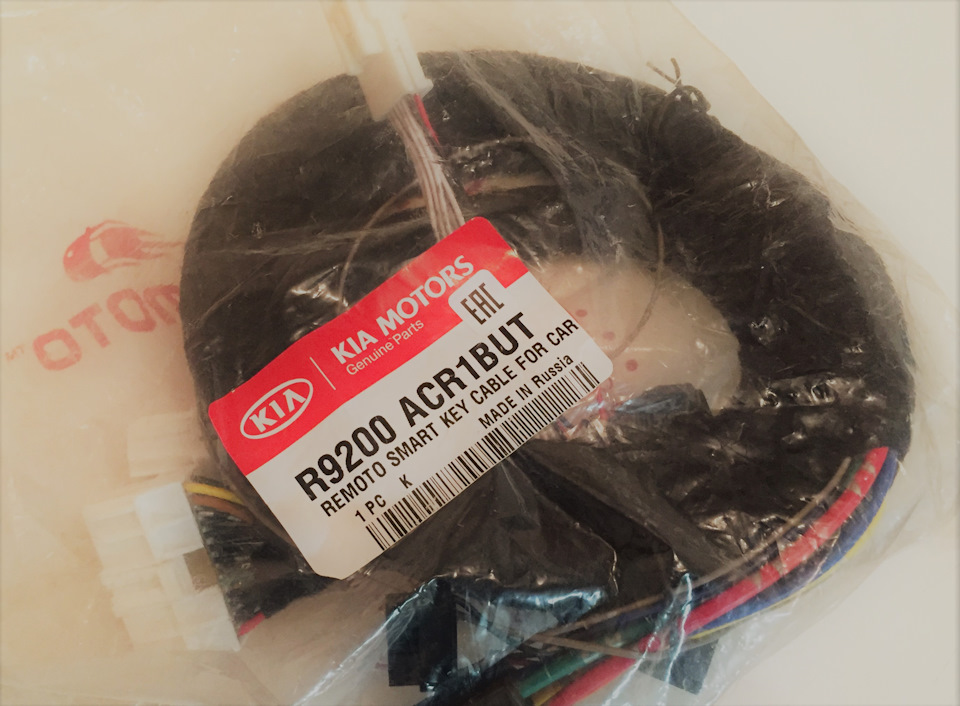 KIA
KIA MOTORS
Genuine Parts
EAC
R9200 ACR1BUT
REMOTO SMART KEY CABLE FOR CAR
MADE IN Russia
1 PC K